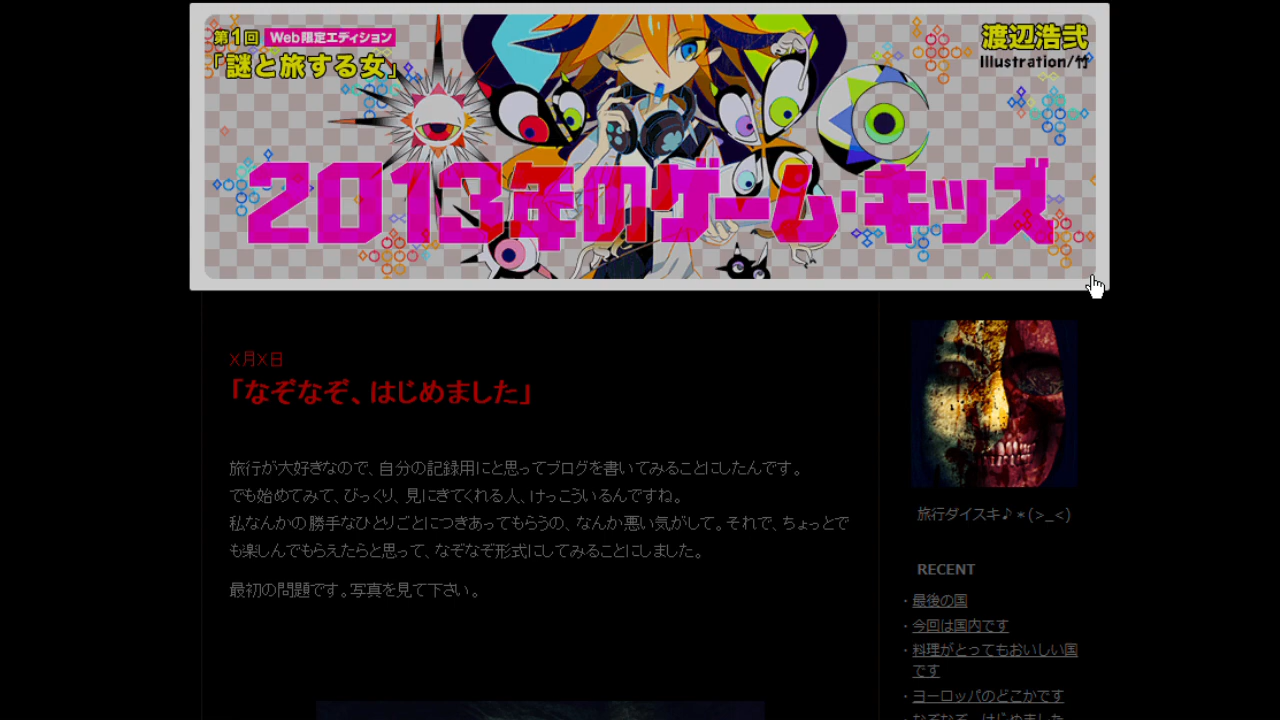 第1回 Web限定エディション
「謎と旅する女」
渡辺浩弐
Illustration/竹
2013年のゲーム・キッズ
X月X日
「なぞなぞ、はじめました」
旅行が大好きなので、自分の記録用にと思ってブログを書いてみることにしたんです。
でも始めてみて、びっくり、見にきてくれる人、けっこういるんですね。
私なんかの勝手なひとりごとにつきあってもらうの、なんか悪い気がして。それで、ちょっとで
も楽しんでもらえたらと思って、なぞなぞ形式にしてみることにしました。
最初の問題です。写真を見て下さい。
旅行ダイスキ♪＊(>_<)
RECENT
・最後の国
・今回は国内です
・料理がとってもおいしい国
です
・ヨーロッパのどこかです
・なぞなぞ、はじめました